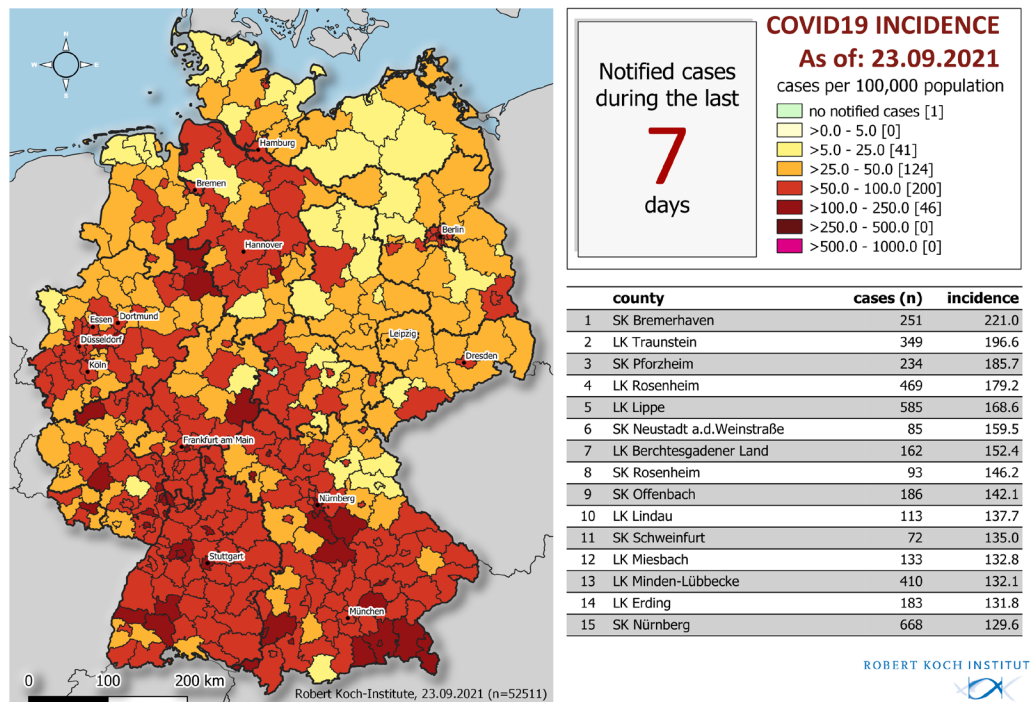 N
W
E
S
Hamburg
Bremen
Berlin
Hannover
Essen
Dortmund
Düsseldorf
Leipzig
Köln
Dresden
Frankfurt am Main
Nürnberg
Stuttgart
München
0 100 200 km
Robert Koch-Institute, 23.09.2021 (n=52511)
Notified cases
during the last
7
days
COVID19 INCIDENCE
As of: 23.09.2021
cases per 100,000 population
no notified cases [1]
>0.0 - 5.0 [0]
>5.0 - 25.0 [41]
>25.0 - 50.0 [124]
>50.0 - 100.0 [200]
>100.0 - 250.0 [46]
>250.0 - 500.0 [0]
>500.0 - 1000.0 [0]
county cases (n) incidence
1 SK Bremerhaven 251 221.0
2 LK Traunstein 349 196.6
3 SK Pforzheim 234 185.7
4 LK Rosenheim 469 179.2
5 LK Lippe 585 168.6
6 SK Neustadt a.d.Weinstraße 85 159.5
7 LK Berchtesgadener Land 162 152.4
8 SK Rosenheim 93 146.2
9 SK Offenbach 186 142.1
10 LK Lindau 113 137.7
11 SK Schweinfurt 72 135.0
12 LK Miesbach 133 132.8
13 LK Minden-Lübbecke 410 132.1
14 LK Erding 183 131.8
15 SK Nürnberg 668 129.6
ROBERT KOCH INSTITUT